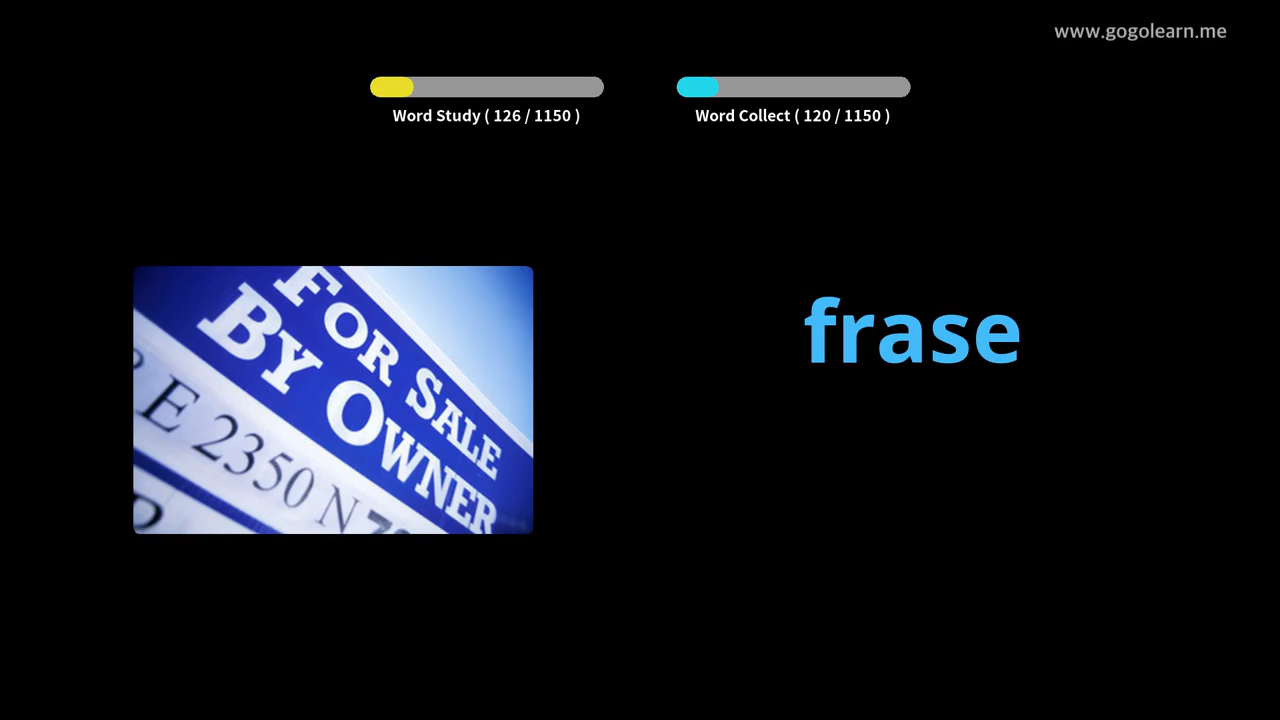 www.gogolearn.me
Word Study ( 126 / 1150 )
Word Collect ( 120 / 1150 )
FOR SALE
BY OWNER
E 2350 N
frase